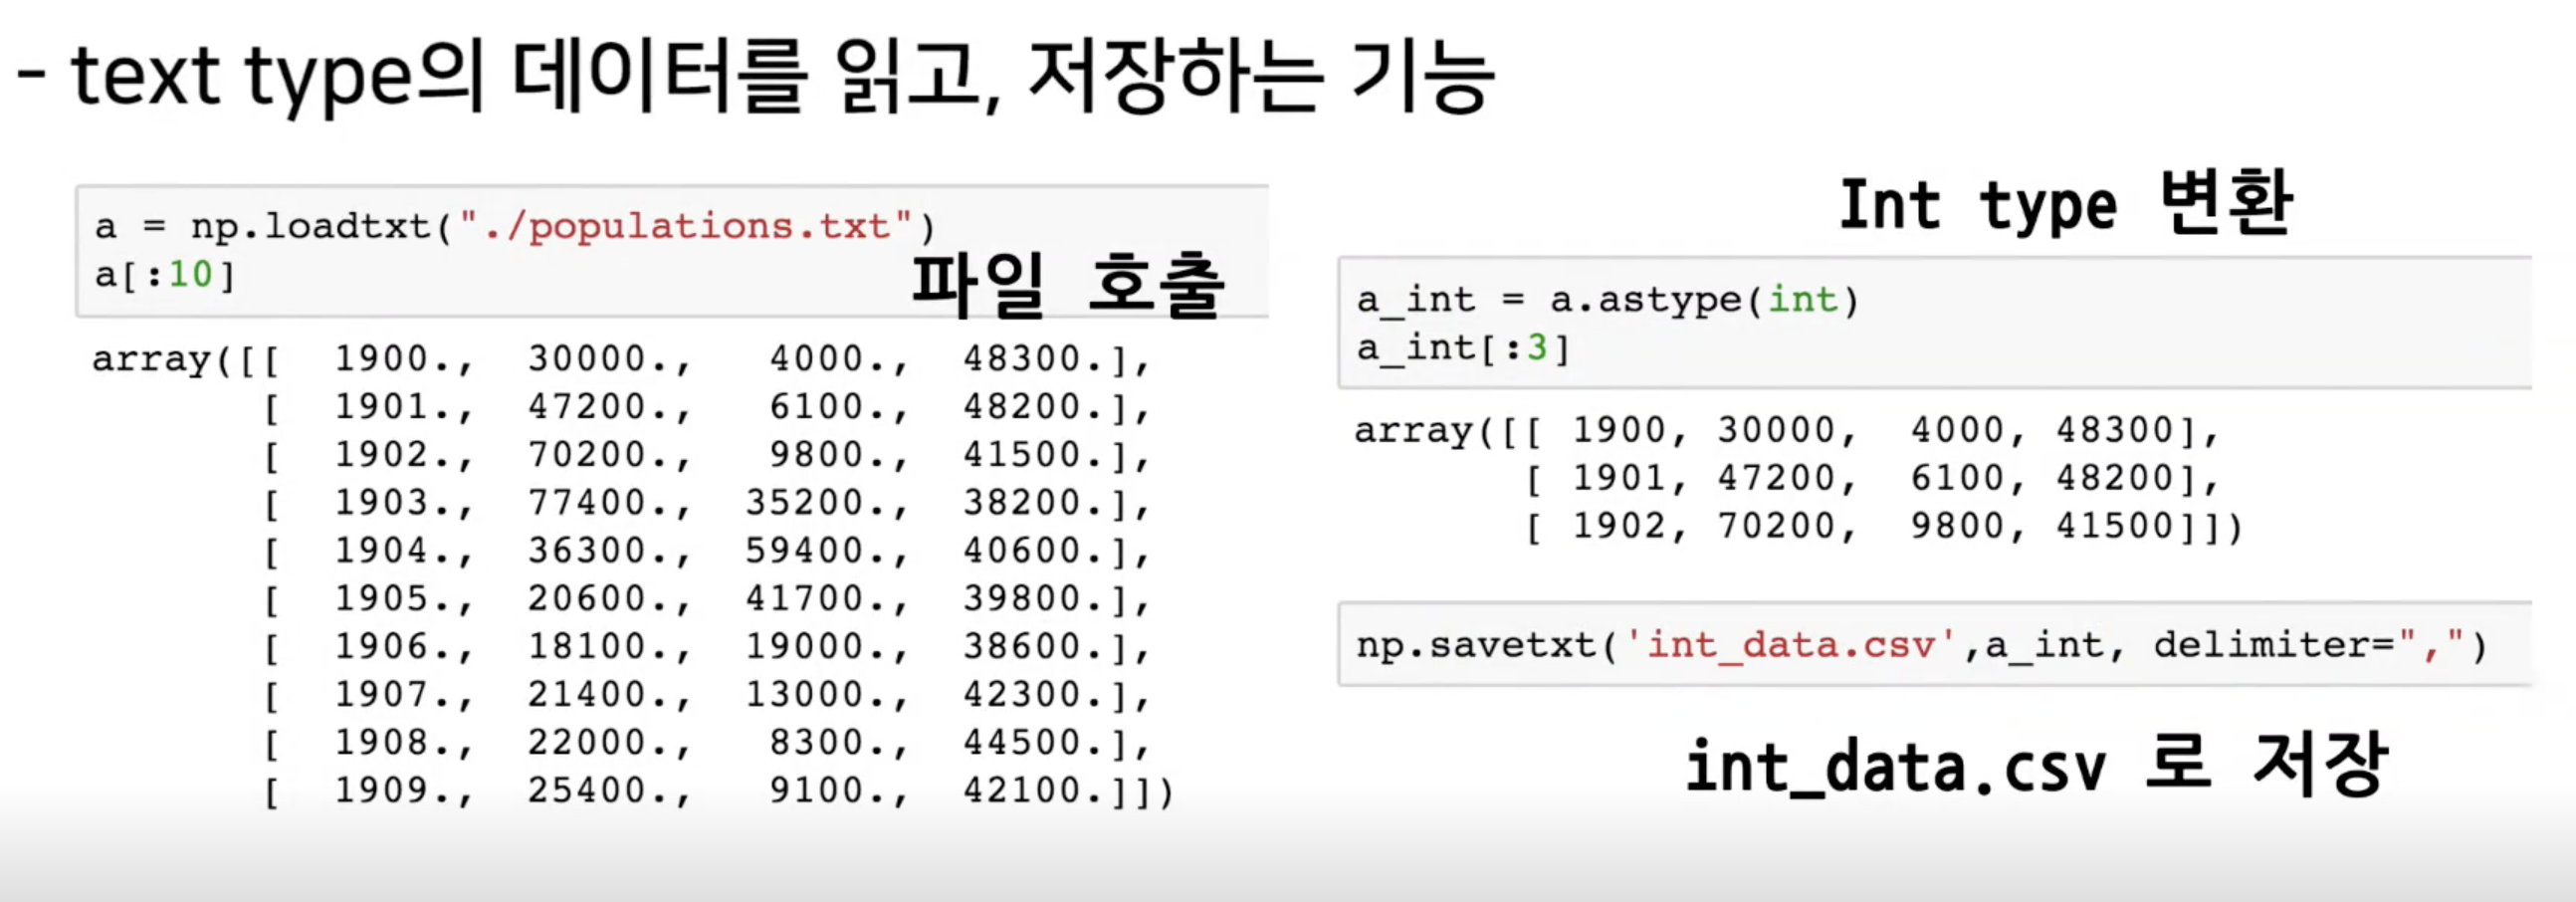 - text type의 데이터를 읽고, 저장하는 기능
a = np.loadtxt("./populations.txt")
a[:10]
파일 호출
array([[  1900.,  30000.,   4000.,  48300.],
       [  1901.,  47200.,   6100.,  48200.],
       [  1902.,  70200.,   9800.,  41500.],
       [  1903.,  77400.,  35200.,  38200.],
       [  1904.,  36300.,  59400.,  40600.],
       [  1905.,  20600.,  41700.,  39800.],
       [  1906.,  18100.,  19000.,  38600.],
       [  1907.,  21400.,  13000.,  42300.],
       [  1908.,  22000.,   8300.,  44500.],
       [  1909.,  25400.,   9100.,  42100.]])
Int type 변환
a_int = a.astype(int)
a_int[:3]
array([[ 1900, 30000,  4000, 48300],
       [ 1901, 47200,  6100, 48200],
       [ 1902, 70200,  9800, 41500]])
np.savetxt('int_data.csv',a_int, delimiter=",")
int_data.csv 로 저장